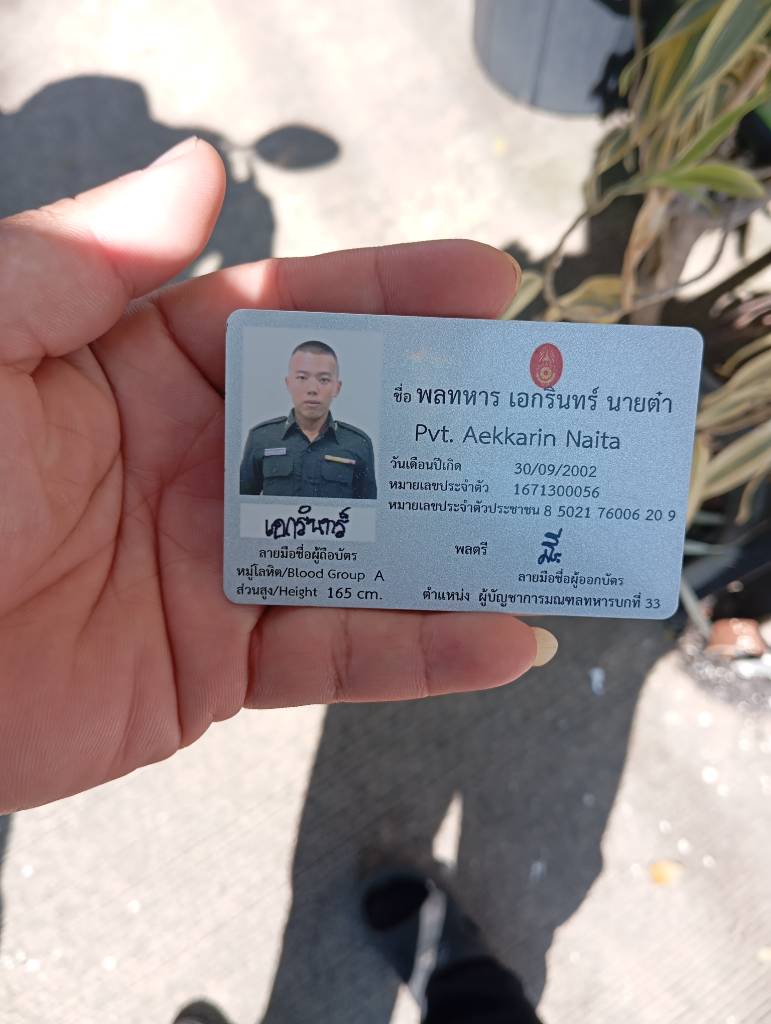 ชื่อ พลทหาร เอกรินทร์ นายต๋า
Pvt. Aekkarin Naita
วันเดือนปีเกิด 30/09/2002
หมายเลขประจำตัว 1671300056
หมายเลขประจำตัวประชาชน 8 5021 76006 20 9
เอกรินทร์
ลายมือชื่อผู้ถือบัตร
พลตรี
ลายมือชื่อผู้ออกบัตร
หมู่โลหิต/Blood Group A
ส่วนสูง/Height 165 cm.
ตำแหน่ง ผู้บัญชาการมณฑลทหารบกที่ 33